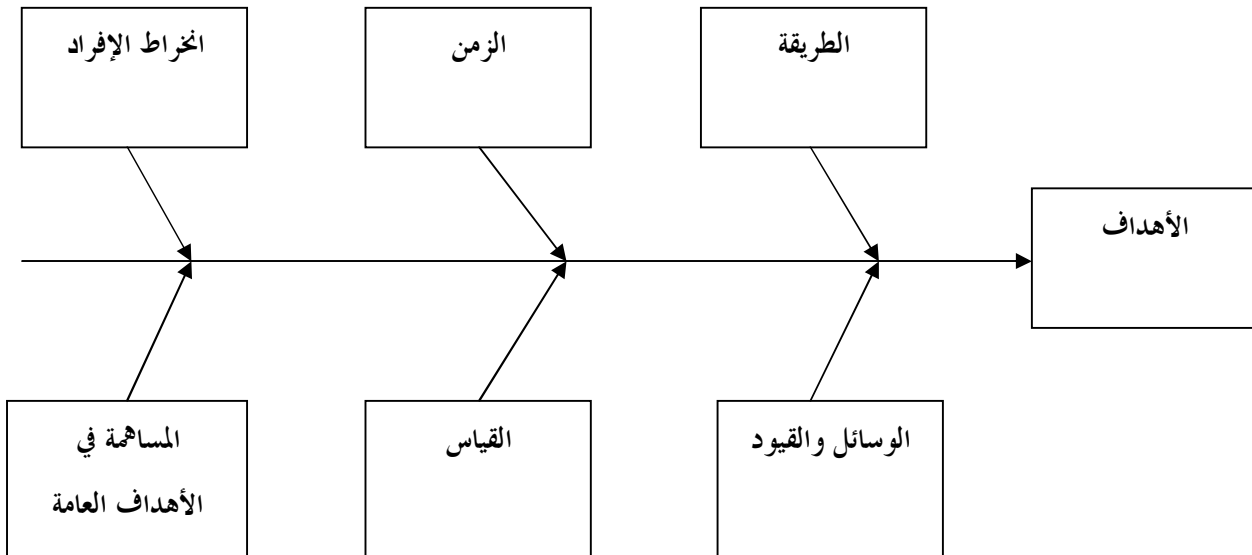 انخراط الإفراد
الزمن
الطريقة
الأهداف
المساهمة في
الأهداف العامة
القياس
الوسائل والقيود